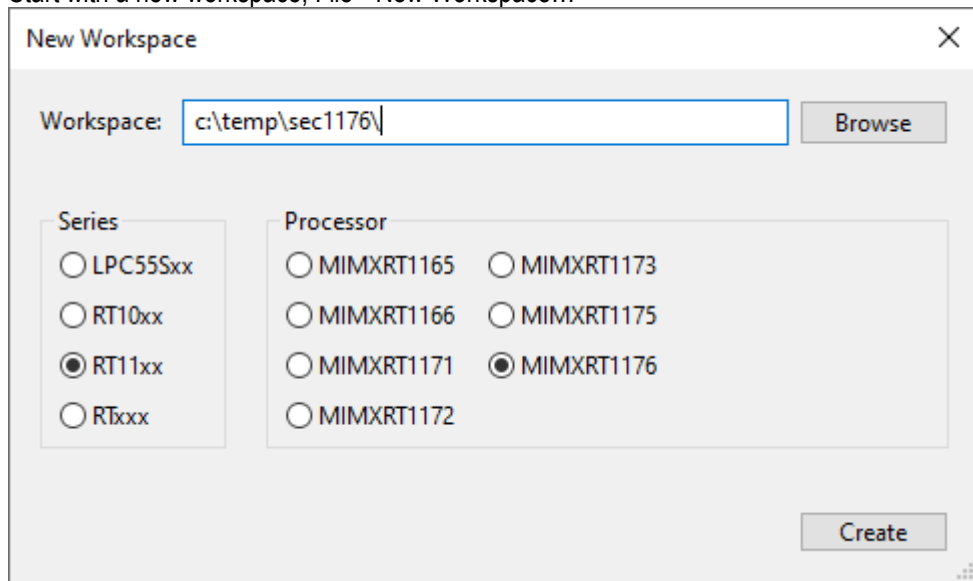 New Workspace
Workspace: c:\temp\sec1176\
Browse
Series
LPC55Sxx
RT10xx
RT11xx
RTxxx
Processor
MIMXRT1165 MIMXRT1173
MIMXRT1166 MIMXRT1175
MIMXRT1171 MIMXRT1176
MIMXRT1172
Create